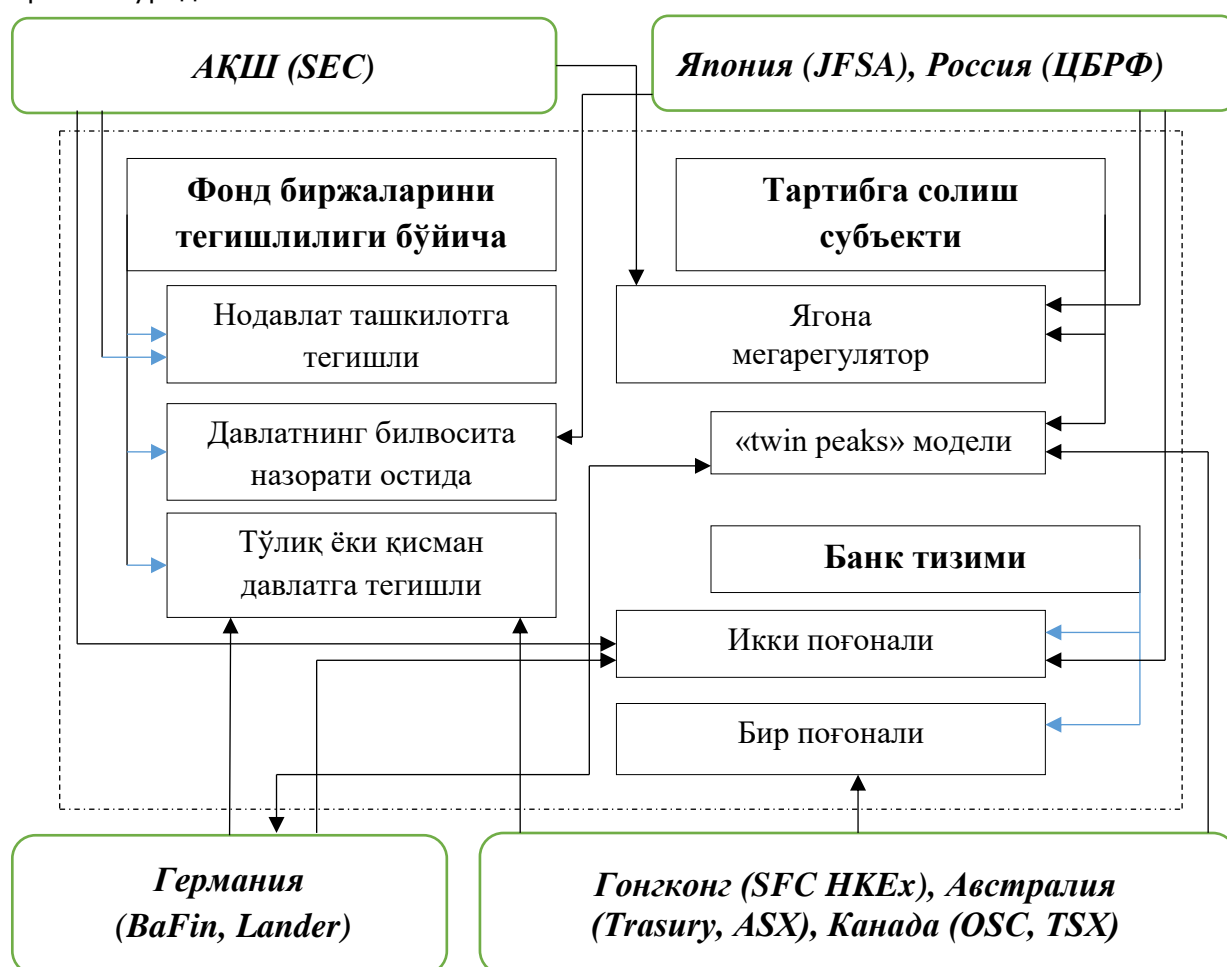 АҚШ (SEC)
Япония (JFSA), Россия (ЦБРФ)
Фонд биржаларини
тегишлилиги бўйича
Тартибга солиш
субъекти
Нодавлат ташкилотга
тегишли
Ягона
мегарегулятор
Давлатнинг билвосита
назорати остида
«twin peaks» модели
Тўлиқ ёки қисман
давлатга тегишли
Банк тизими
Икки поғонали
Бир поғонали
Германия
(BaFin, Lander)
Гонгконг (SFC HKEx), Австралия
(Trasury, ASX), Канада (OSC, TSX)